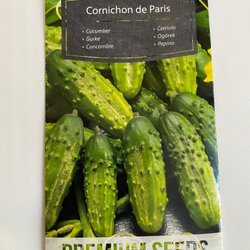 Cornichon de Paris
• Cucumber
• Gurke
• Concombre
• Cetriolo
• Ogórek
• Pepino
PREMIUM SEEDS